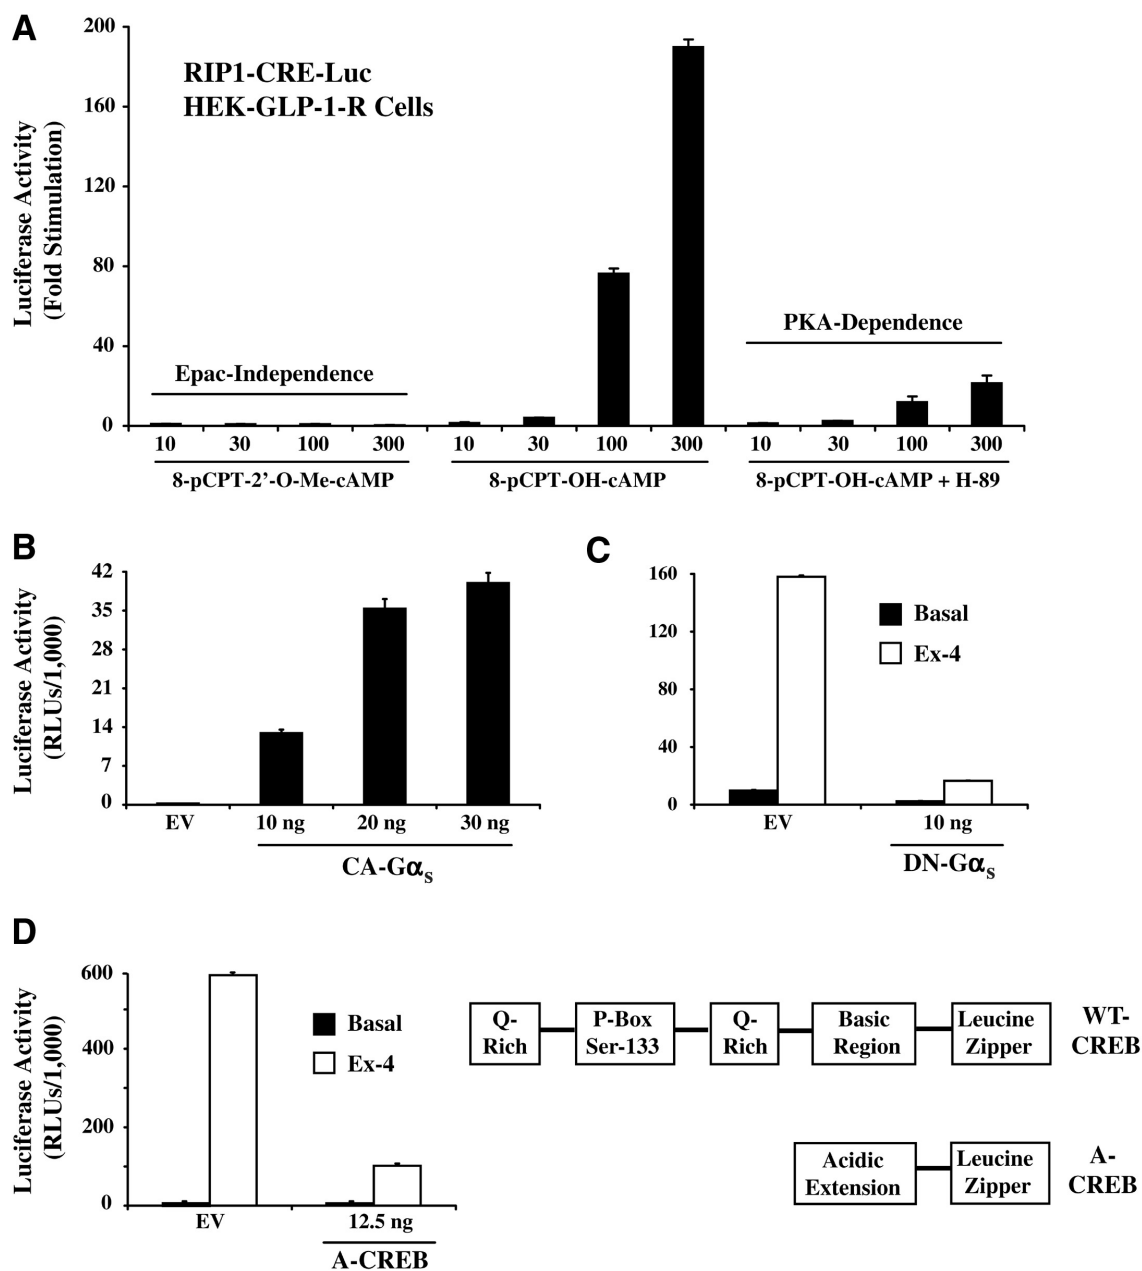 A
Luciferase Activity
(Fold Stimulation)
200
160
120
80
40
0
RIP1-CRE-Luc
HEK-GLP-1-R Cells
Epac-Independence
PKA-Dependence
10 30 100 300 10 30 100 300 10 30 100 300
8-pCPT-2'-O-Me-cAMP 8-pCPT-OH-cAMP 8-pCPT-OH-cAMP + H-89
B
Luciferase Activity
(RLUs/1,000)
42
35
28
21
14
7
0
EV 10 ng 20 ng 30 ng
CA-Gαs
C
160
120
80
40
0
Basal
Ex-4
EV 10 ng
DN-Gαs
D
Luciferase Activity
(RLUs/1,000)
600
400
200
0
Basal
Ex-4
EV 12.5 ng
A-CREB
Q-
Rich
P-Box
Ser-133
Q-
Rich
Basic
Region
Leucine
Zipper
WT-
CREB
Acidic
Extension
Leucine
Zipper
A-
CREB